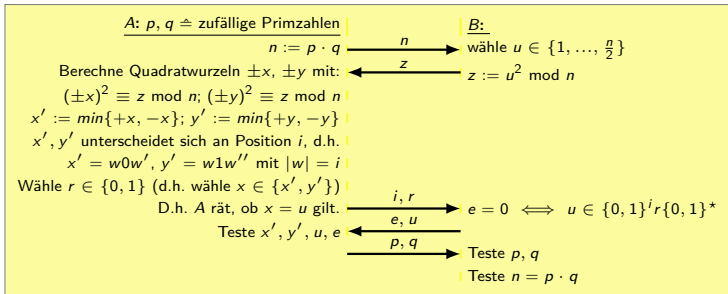 A: p, q ≙ zufällige Primzahlen
B:
n := p · q
n
wähle u ∈ {1, ..., n/2}
Berechne Quadratwurzeln ±x, ±y mit:
z
z := u² mod n
(±x)² ≡ z mod n; (±y)² ≡ z mod n
x′ := min{+x, −x}; y′ := min{+y, −y}
x′, y′ unterscheidet sich an Position i, d.h.
x′ = w0w′, y′ = w1w″ mit |w| = i
Wähle r ∈ {0, 1} (d.h. wähle x ∈ {x′, y′})
D.h. A rät, ob x = u gilt.
i, r
e = 0 ⟺ u ∈ {0, 1}ⁱr{0, 1}*
Teste x′, y′, u, e
e, u
p, q
Teste p, q
Teste n = p · q